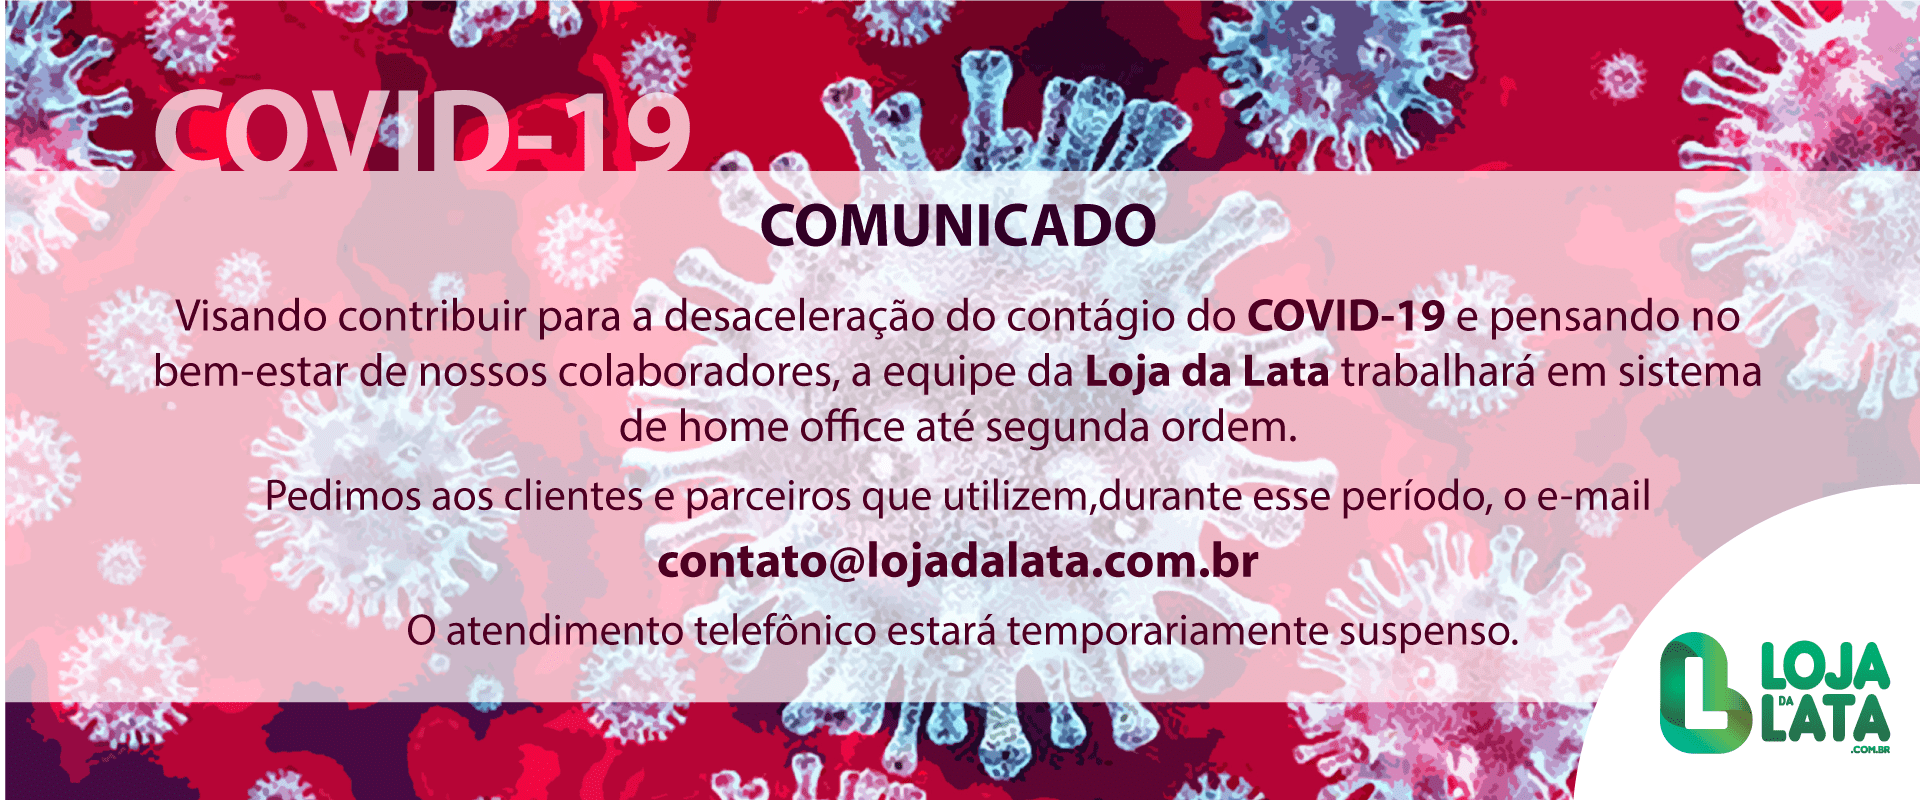 COVID-19
COMUNICADO
Visando contribuir para a desaceleração do contágio do COVID-19 e pensando no
bem-estar de nossos colaboradores, a equipe da Loja da Lata trabalhará em sistema
de home office até segunda ordem.
Pedimos aos clientes e parceiros que utilizem,durante esse período, o e-mail
contato@lojadalata.com.br
O atendimento telefônico estará temporariamente suspenso.
LOJA
DA
LATA
.COM.BR